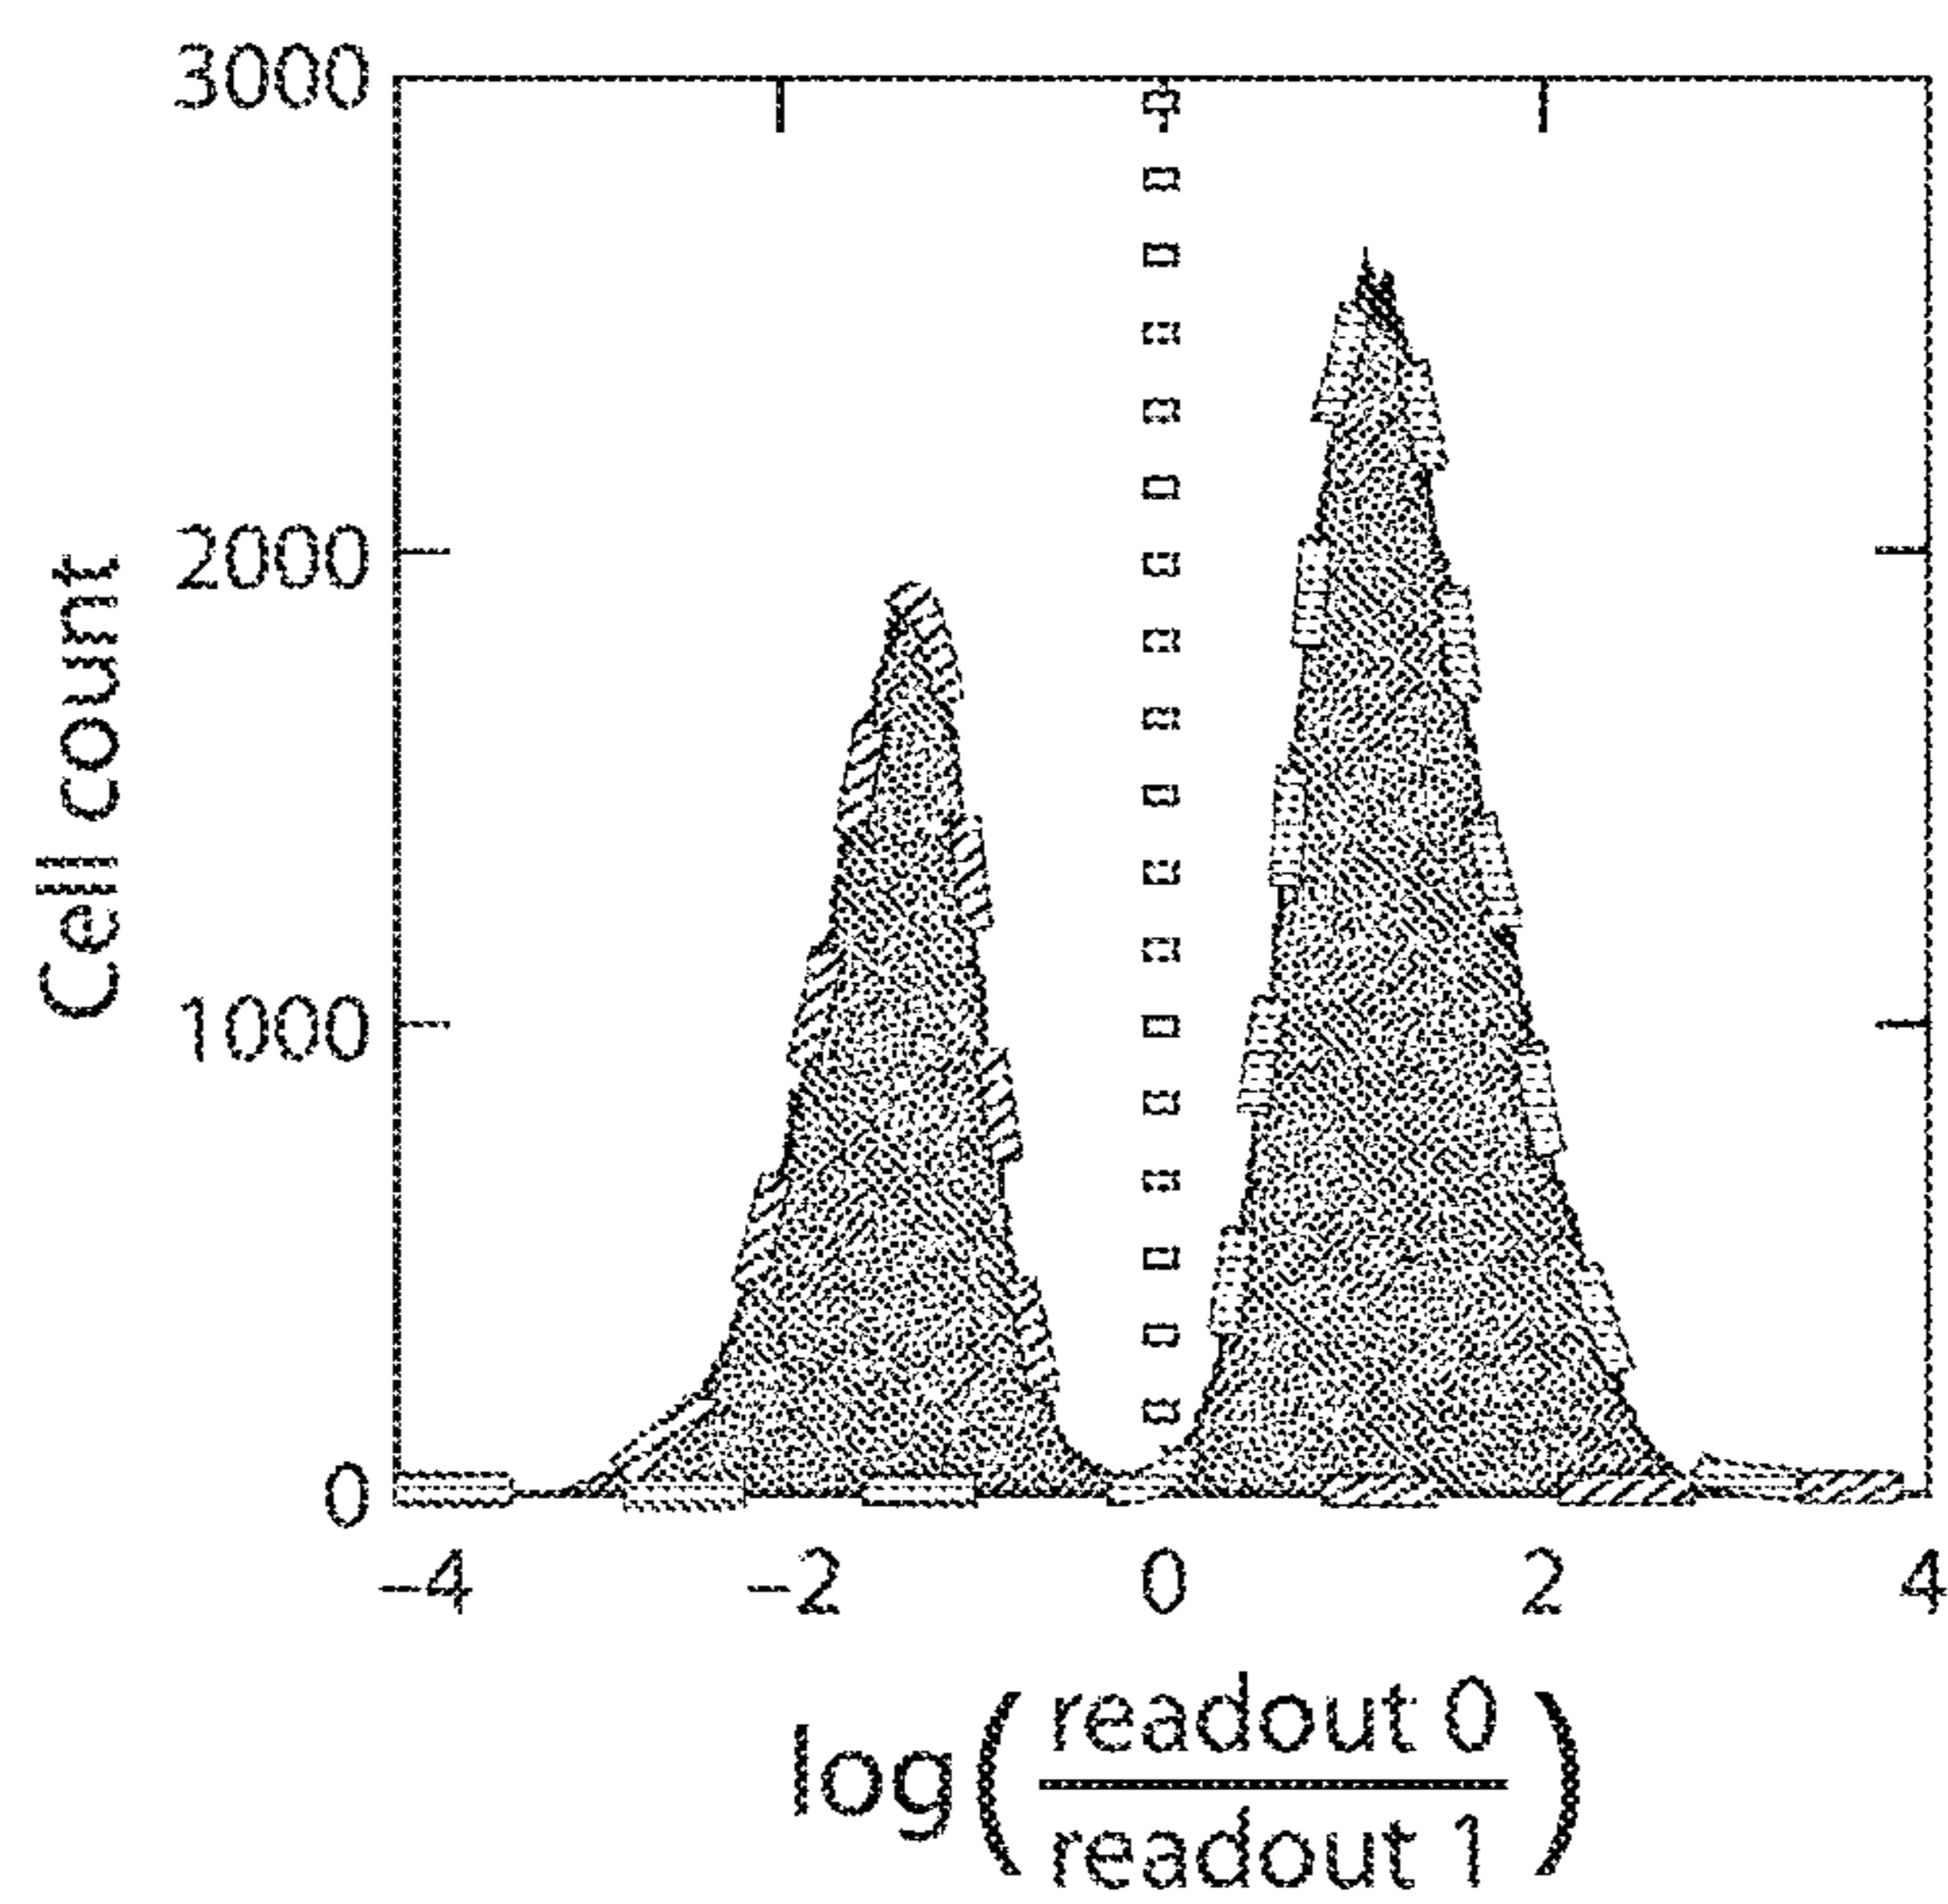 3000
2000
1000
0
Cell count
–4 –2 0 2 4
log(readout 0 / readout 1)